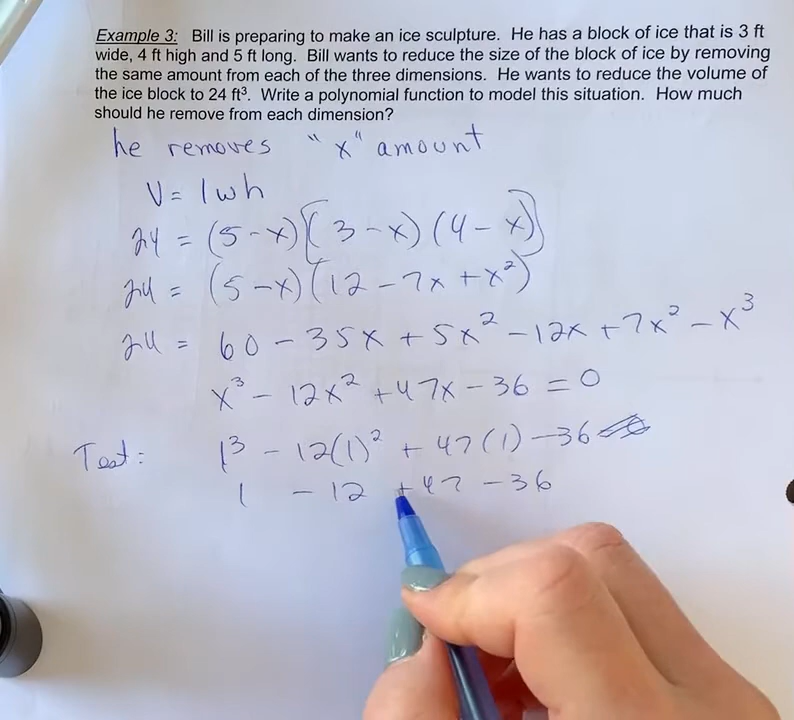 Example 3: Bill is preparing to make an ice sculpture. He has a block of ice that is 3 ft
wide, 4 ft high and 5 ft long. Bill wants to reduce the size of the block of ice by removing
the same amount from each of the three dimensions. He wants to reduce the volume of
the ice block to 24 ft³. Write a polynomial function to model this situation. How much
should he remove from each dimension?
he removes "x" amount
V = lwh
24 = (5-x)[(3-x)(4-x)]
24 = (5-x)(12-7x+x²)
24 = 60-35x+5x²-12x+7x²-x³
x³-12x²+47x-36=0
Test: 1³-12(1)²+47(1)-36
1 -12 +47 -36